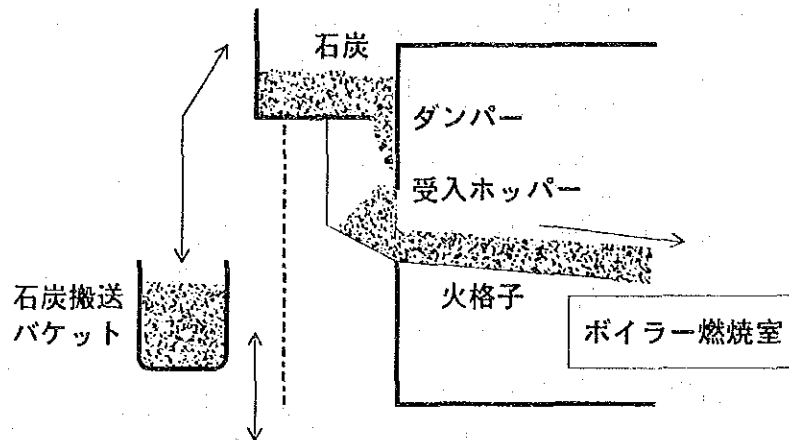 石炭
ダンパー
受入ホッパー
石炭搬送
バケット
火格子
ボイラー燃焼室